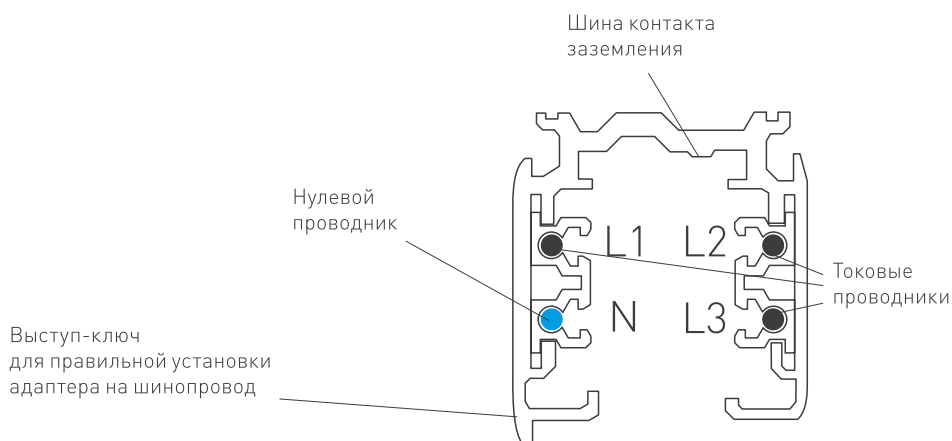 Шина контакта
заземления
Нулевой
проводник
L1 L2
Токовые
проводники
N L3
Выступ-ключ
для правильной установки
адаптера на шинопровод